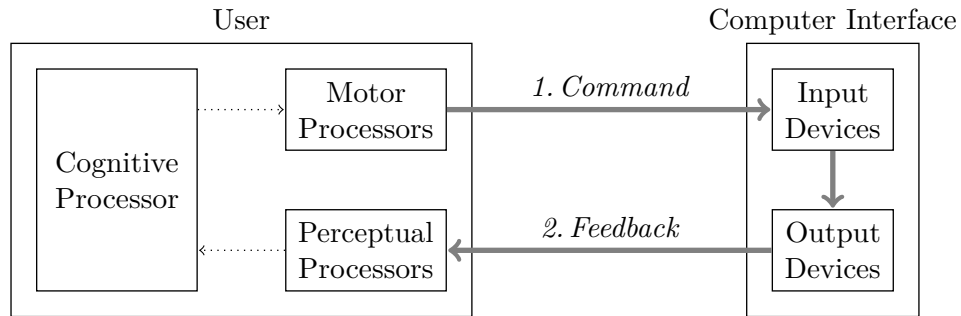 User
Computer Interface
Cognitive
Processor
Motor
Processors
1. Command
Input
Devices
Perceptual
Processors
2. Feedback
Output
Devices